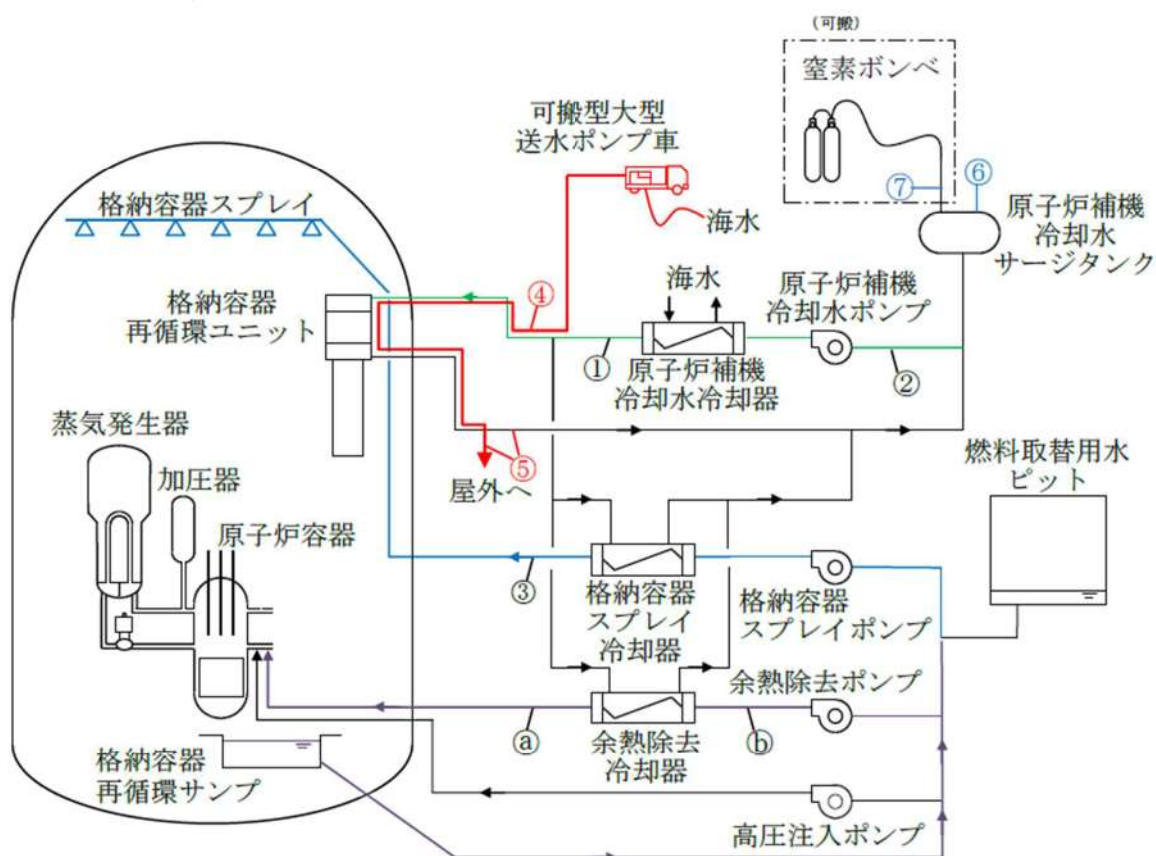 (可搬)
窒素ボンベ
可搬型大型
送水ポンプ車
海水
⑦
⑥
原子炉補機
冷却水
サージタンク
格納容器スプレイ
格納容器
再循環ユニット
④
海水
原子炉補機
冷却水ポンプ
①
原子炉補機
冷却水冷却器
②
⑤
屋外へ
蒸気発生器
加圧器
原子炉容器
燃料取替用水
ピット
③
格納容器
スプレイ
冷却器
格納容器
スプレイポンプ
余熱除去ポンプ
ⓐ
余熱除去
冷却器
ⓑ
格納容器
再循環サンプ
高圧注入ポンプ